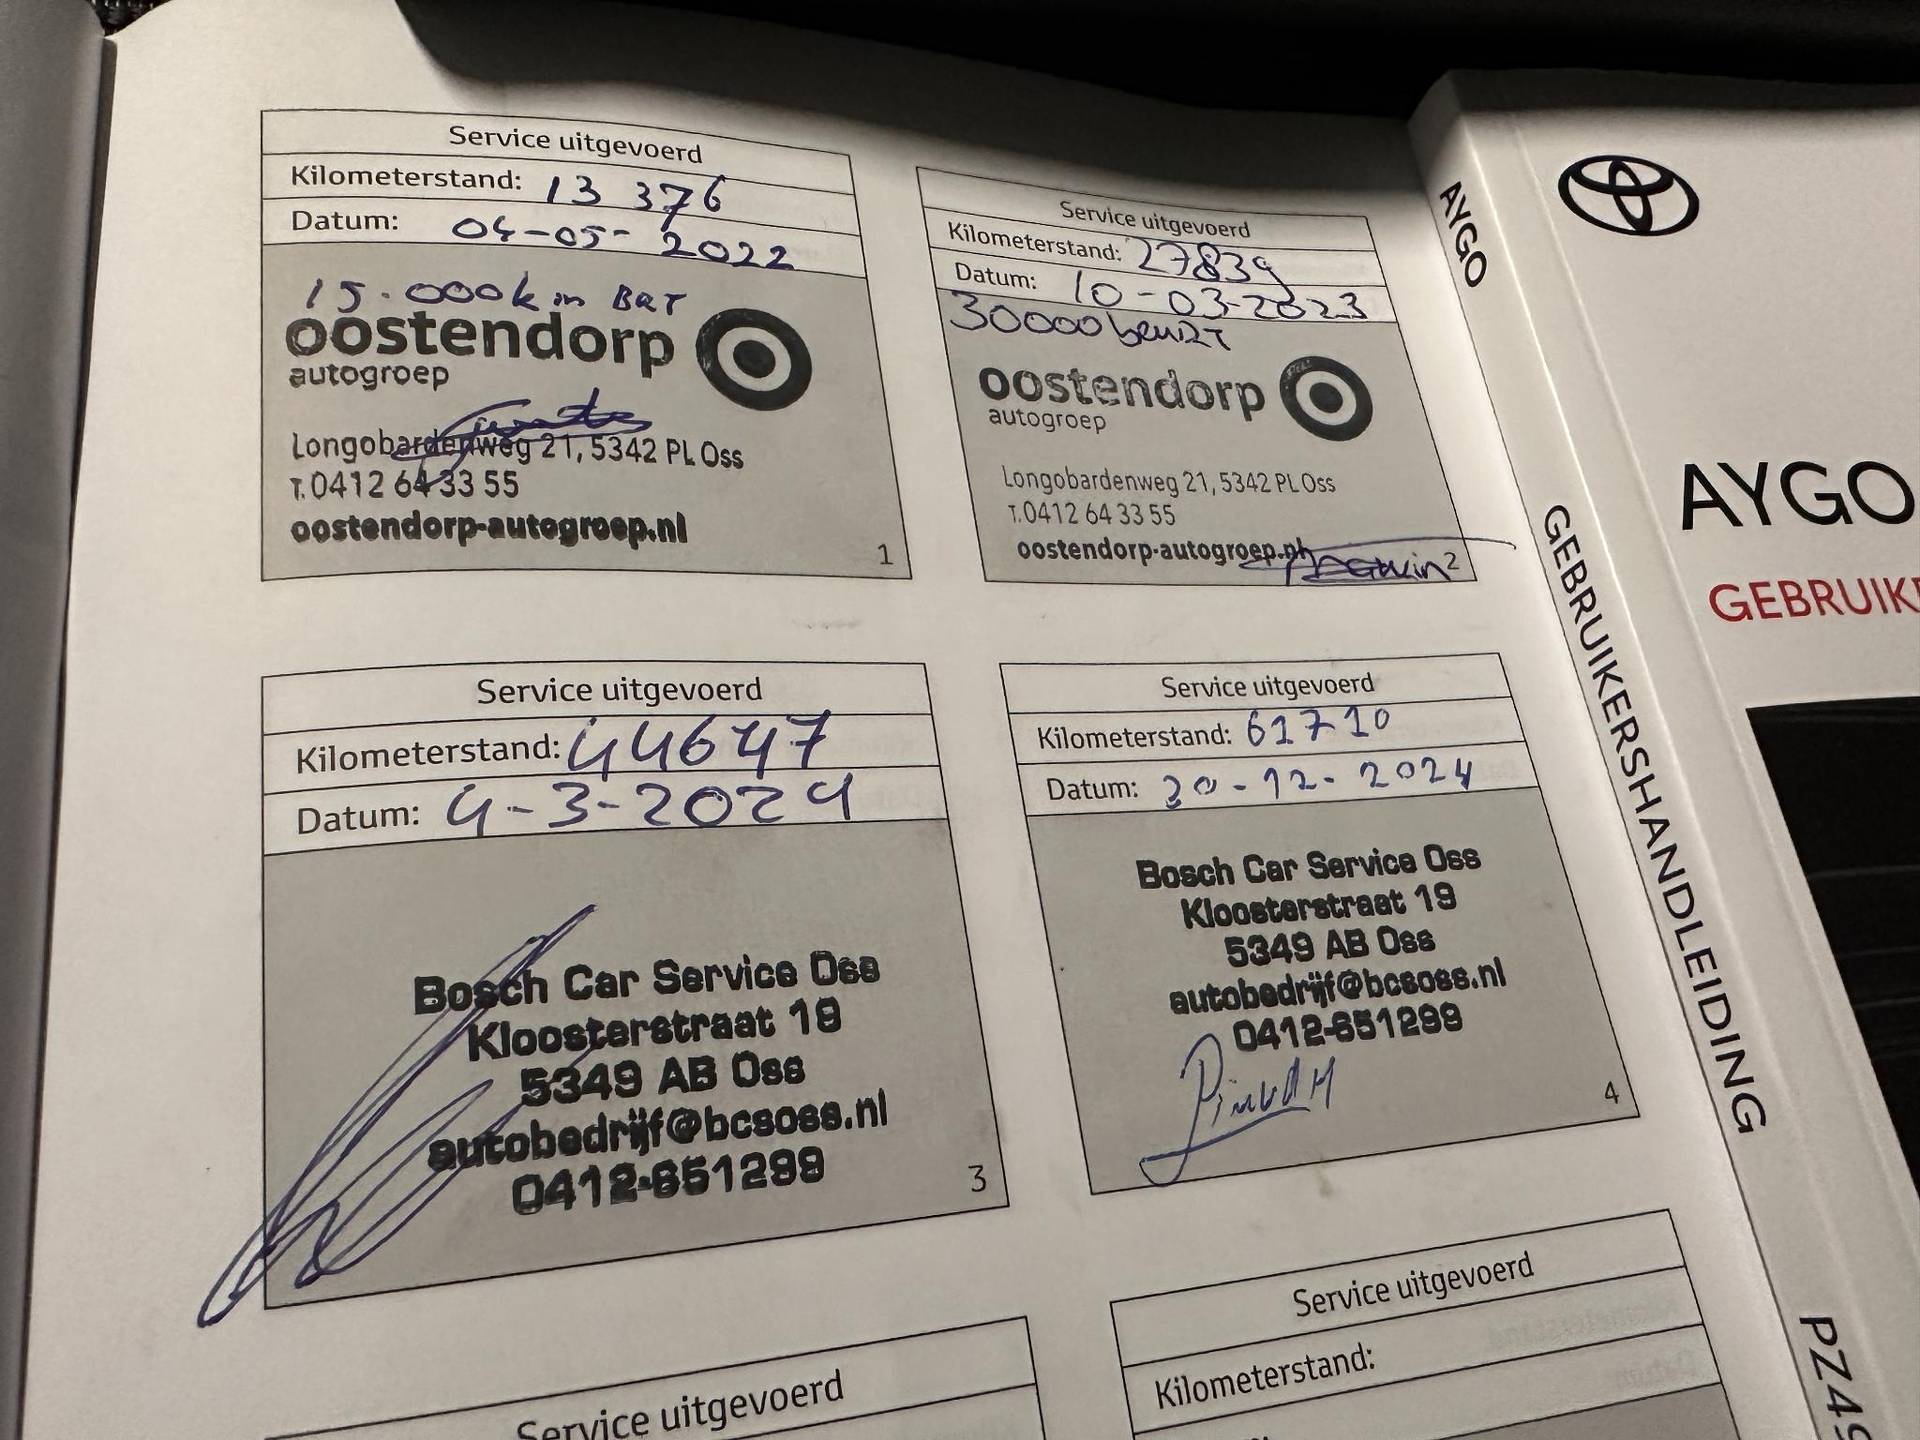 Service uitgevoerd
Kilometerstand: 13 376
Datum: 04-05-2022
15.000km BRT
oostendorp
autogroep
Longobardenweg 21, 5342 PL Oss
T. 0412 64 33 55
oostendorp-autogroep.nl
1
Service uitgevoerd
Kilometerstand: 27839
Datum: 10-03-2023
30000 beurt
oostendorp
autogroep
Longobardenweg 21, 5342 PL Oss
T. 0412 64 33 55
oostendorp-autogroep.nl
2
Service uitgevoerd
Kilometerstand: 44647
Datum: 4-3-2024
Bosch Car Service Oss
Kloosterstraat 19
5349 AB Oss
autobedrijf@bcsoss.nl
0412-651299
3
Service uitgevoerd
Kilometerstand: 61710
Datum: 20-12-2024
Bosch Car Service Oss
Kloosterstraat 19
5349 AB Oss
autobedrijf@bcsoss.nl
0412-651299
4
Service uitgevoerd
Service uitgevoerd
Kilometerstand:
AYGO
GEBRUIKERSHANDLEIDING
PZ49
AYGO
GEBRUIKE